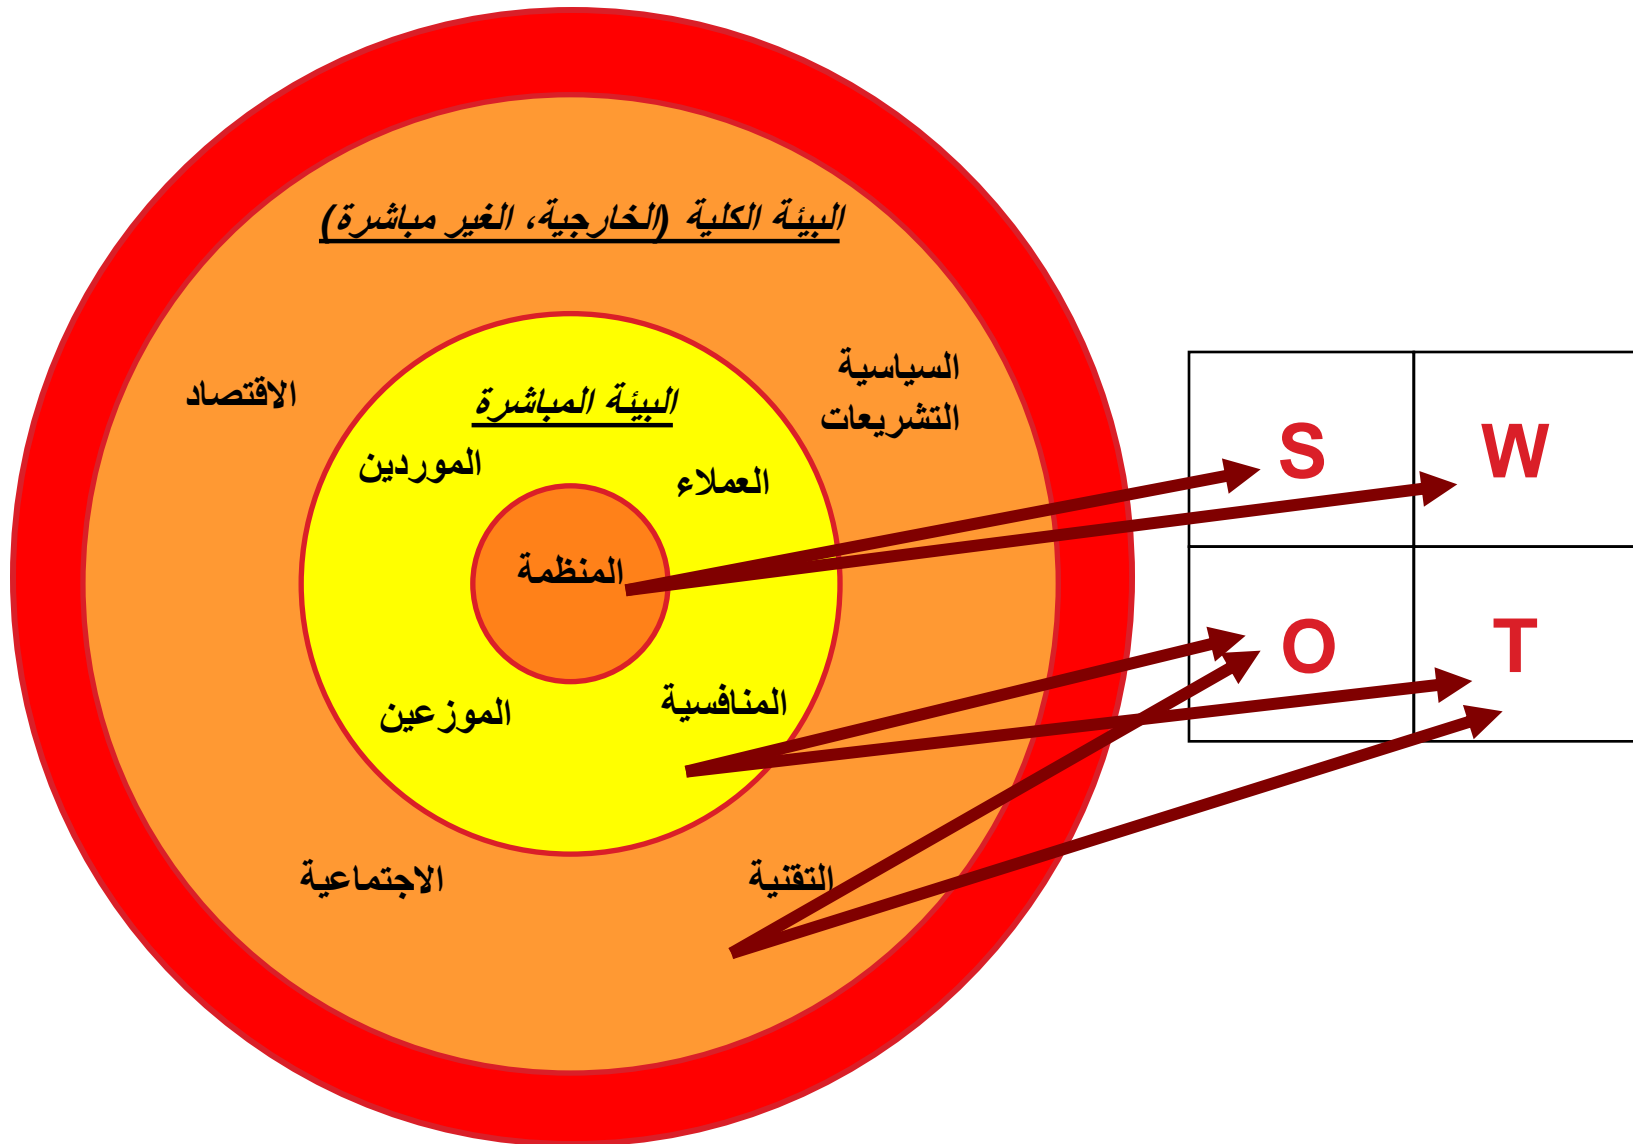 البيئة الكلية (الخارجية، الغير مباشرة)
السياسية
التشريعات
الاقتصاد
البيئة المباشرة
العملاء
الموردين
المنظمة
المنافسية
الموزعين
التقنية
الاجتماعية
S
W
O
T